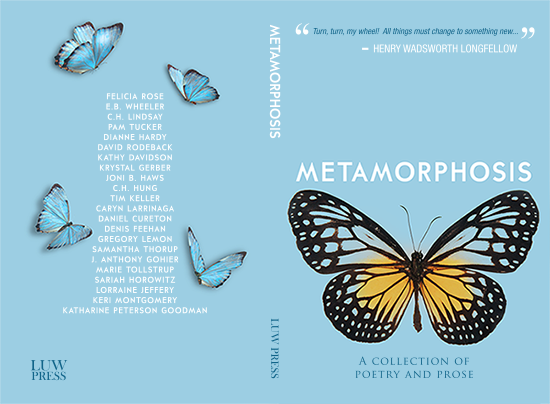 FELICIA ROSE
E.B. WHEELER
C.H. LINDSAY
PAM TUCKER
DIANNE HARDY
DAVID RODEBACK
KATHY DAVIDSON
KRYSTAL GERBER
JONI B. HAWS
C.H. HUNG
TIM KELLER
CARYN LARRINAGA
DANIEL CURETON
DENIS FEEHAN
GREGORY LEMON
SAMANTHA THORUP
J. ANTHONY GOHIER
MARIE TOLLSTRUP
SARIAH HOROWITZ
LORRAINE JEFFERY
KERI MONTGOMERY
KATHARINE PETERSON GOODMAN
LUW
PRESS
METAMORPHOSIS
LUW PRESS
“ Turn, turn, my wheel! All things must change to something new... ”
– HENRY WADSWORTH LONGFELLOW
METAMORPHOSIS
A COLLECTION OF
POETRY AND PROSE